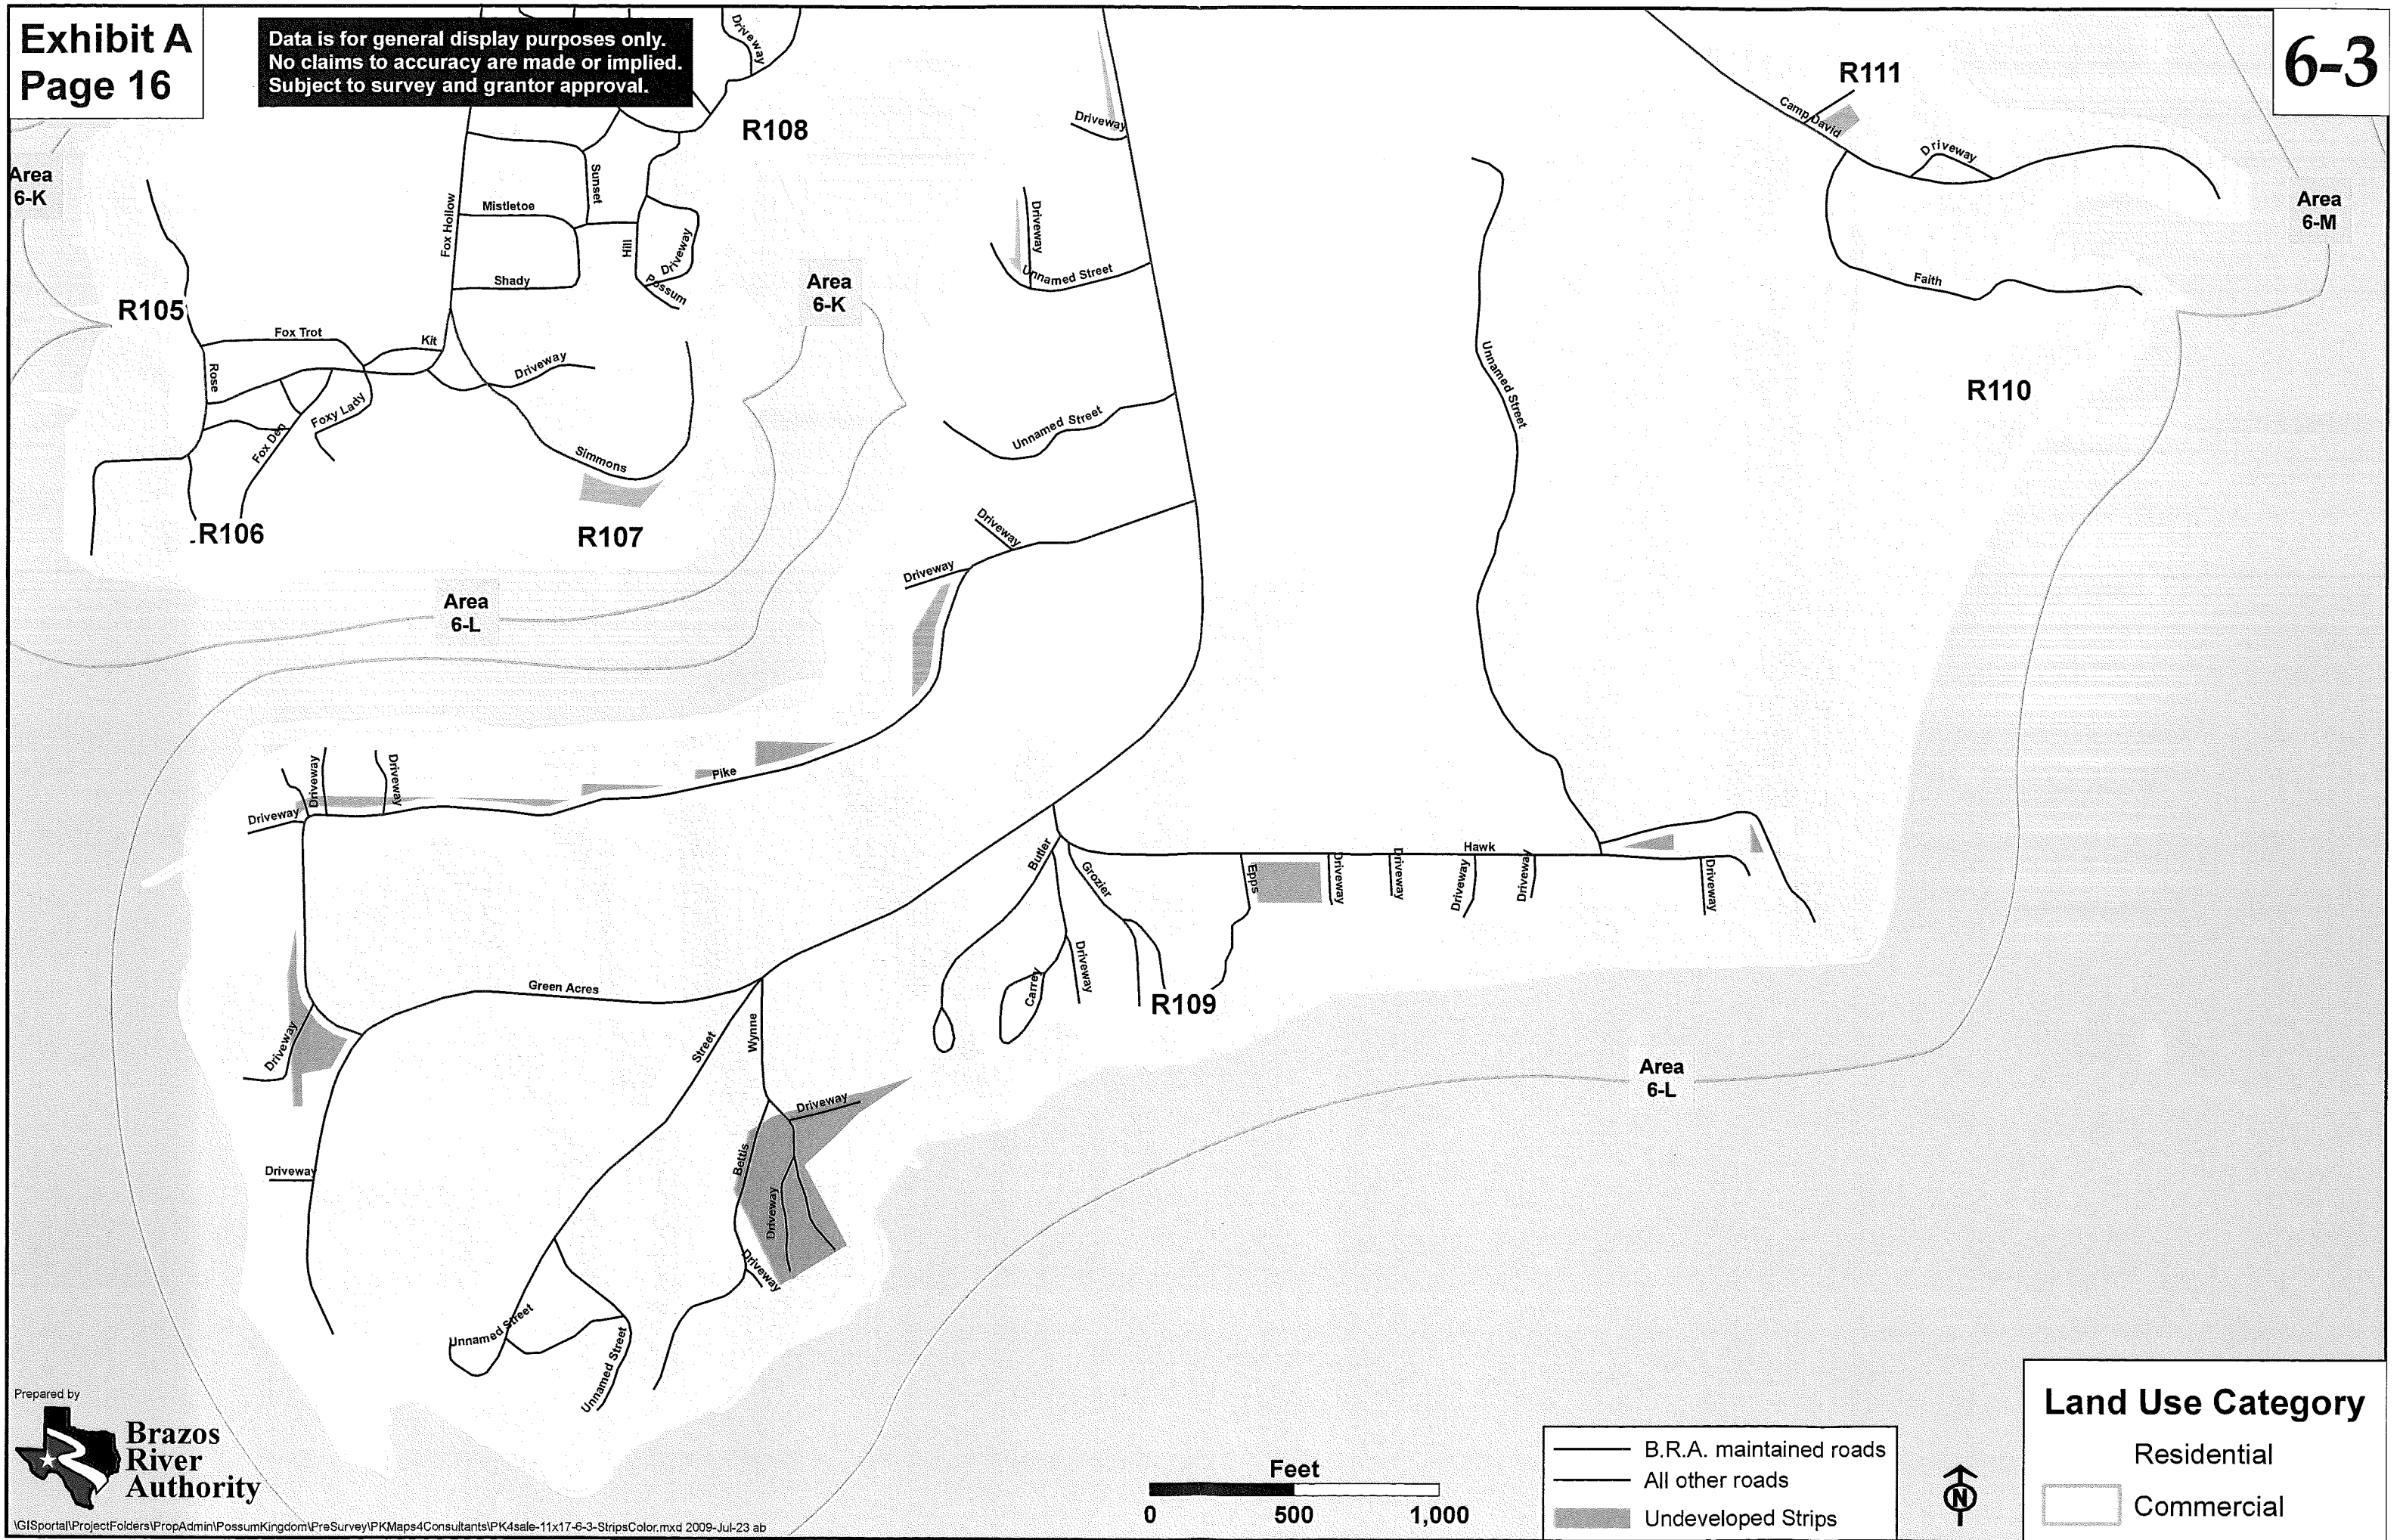 Exhibit A
Page 16
Data is for general display purposes only.
No claims to accuracy are made or implied.
Subject to survey and grantor approval.
6-3
Driveway
R108
R111
Camp David
Driveway
Driveway
Area
6-K
Area
6-M
Sunset
Mistletoe
Fox Hollow
Hill
Driveway
Possum
Shady
Driveway
Unnamed Street
Area
6-K
Faith
R105
Fox Trot
Kit
Rose
Driveway
Foxy Lady
Fox Den
Simmons
Unnamed Street
Unnamed Street
R110
R106
R107
Driveway
Driveway
Area
6-L
Pike
Driveway
Driveway
Driveway
Butler
Grozier
Hawk
Epps
Driveway
Driveway
Driveway
Driveway
Driveway
Carrey
Driveway
R109
Green Acres
Driveway
Street
Wynne
Area
6-L
Driveway
Bettis
Driveway
Driveway
Driveway
Unnamed Street
Unnamed Street
Prepared by
Brazos
River
Authority
\GISportal\ProjectFolders\PropAdmin\PossumKingdom\PreSurvey\PKMaps4Consultants\PK4sale-11x17-6-3-StripsColor.mxd 2009-Jul-23 ab
Feet
0 500 1,000
B.R.A. maintained roads
All other roads
Undeveloped Strips
N
Land Use Category
Residential
Commercial